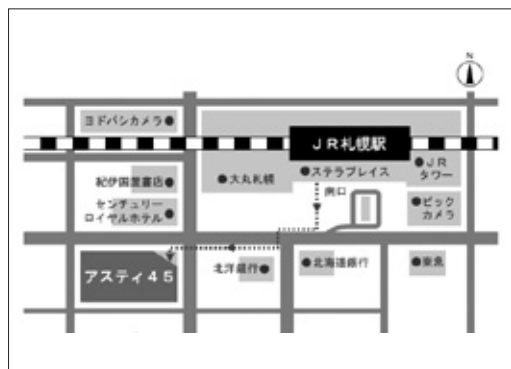 N
ヨドバシカメラ
JR札幌駅
紀伊国屋書店
大丸札幌
ステラプレイス
JR
タワー
センチュリー
ロイヤルホテル
南口
ビック
カメラ
アスティ45
北洋銀行
北海道銀行
東急